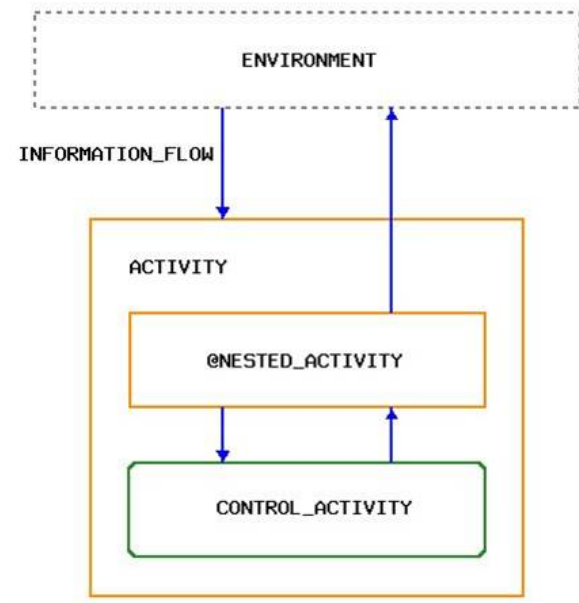 ENVIRONMENT
INFORMATION_FLOW
ACTIVITY
@NESTED_ACTIVITY
CONTROL_ACTIVITY